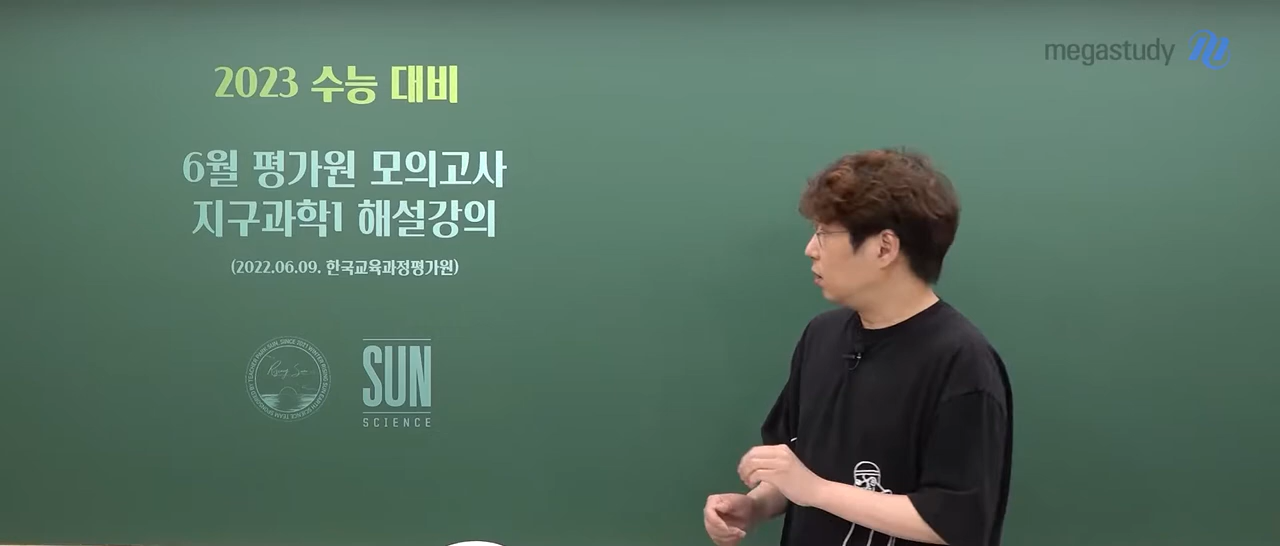 megastudy
2023 수능 대비
6월 평가원 모의고사
지구과학1 해설강의
(2022.06.09. 한국교육과정평가원)
Rising Sun
SUN
SCIENCE